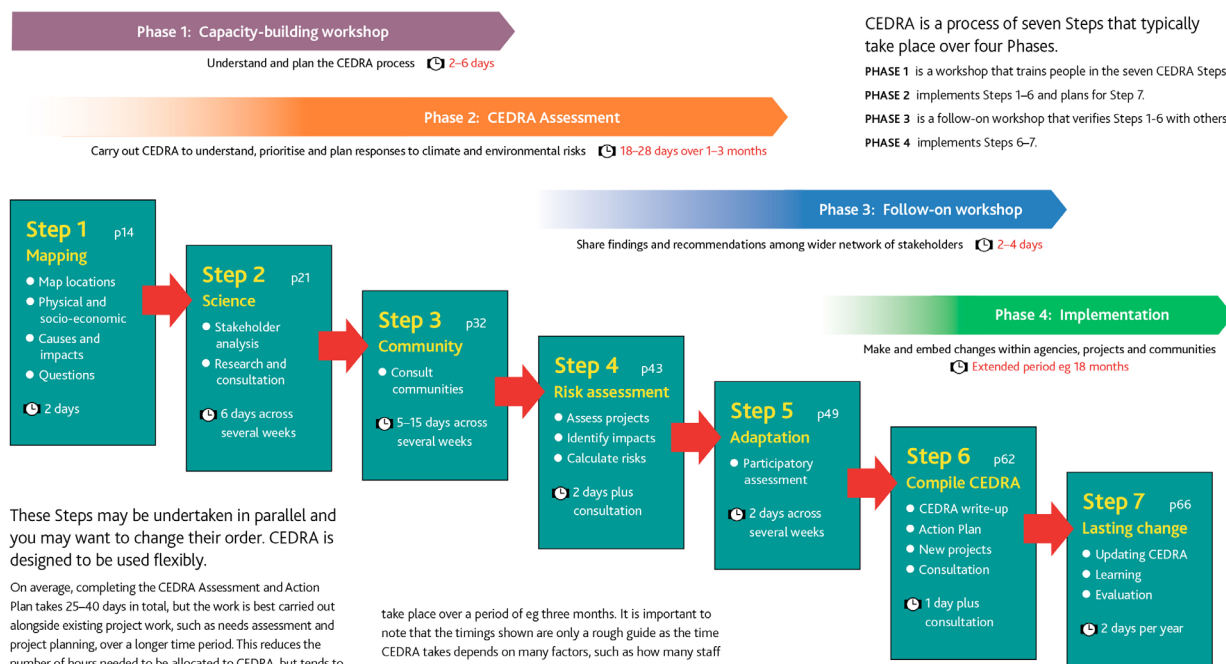 Phase 1: Capacity-building workshop
Understand and plan the CEDRA process 2–6 days
Phase 2: CEDRA Assessment
Carry out CEDRA to understand, prioritise and plan responses to climate and environmental risks 18–28 days over 1–3 months
CEDRA is a process of seven Steps that typically
take place over four Phases.
PHASE 1 is a workshop that trains people in the seven CEDRA Steps
PHASE 2 implements Steps 1–6 and plans for Step 7.
PHASE 3 is a follow-on workshop that verifies Steps 1-6 with others
PHASE 4 implements Steps 6–7.
Phase 3: Follow-on workshop
Share findings and recommendations among wider network of stakeholders 2–4 days
Phase 4: Implementation
Make and embed changes within agencies, projects and communities
Extended period eg 18 months
Step 1 p14
Mapping
● Map locations
● Physical and
socio-economic
● Causes and
impacts
● Questions
2 days
Step 2 p21
Science
● Stakeholder
analysis
● Research and
consultation
6 days across
several weeks
Step 3 p32
Community
● Consult
communities
5–15 days across
several weeks
Step 4 p43
Risk assessment
● Assess projects
● Identify impacts
● Calculate risks
2 days plus
consultation
Step 5 p49
Adaptation
● Participatory
assessment
2 days across
several weeks
Step 6 p62
Compile CEDRA
● CEDRA write-up
● Action Plan
● New projects
● Consultation
1 day plus
consultation
Step 7 p66
Lasting change
● Updating CEDRA
● Learning
● Evaluation
2 days per year
These Steps may be undertaken in parallel and
you may want to change their order. CEDRA is
designed to be used flexibly.
On average, completing the CEDRA Assessment and Action
Plan takes 25–40 days in total, but the work is best carried out
alongside existing project work, such as needs assessment and
project planning, over a longer time period. This reduces the
number of hours needed to be allocated to CEDRA, but tends to
take place over a period of eg three months. It is important to
note that the timings shown are only a rough guide as the time
CEDRA takes depends on many factors, such as how many staff